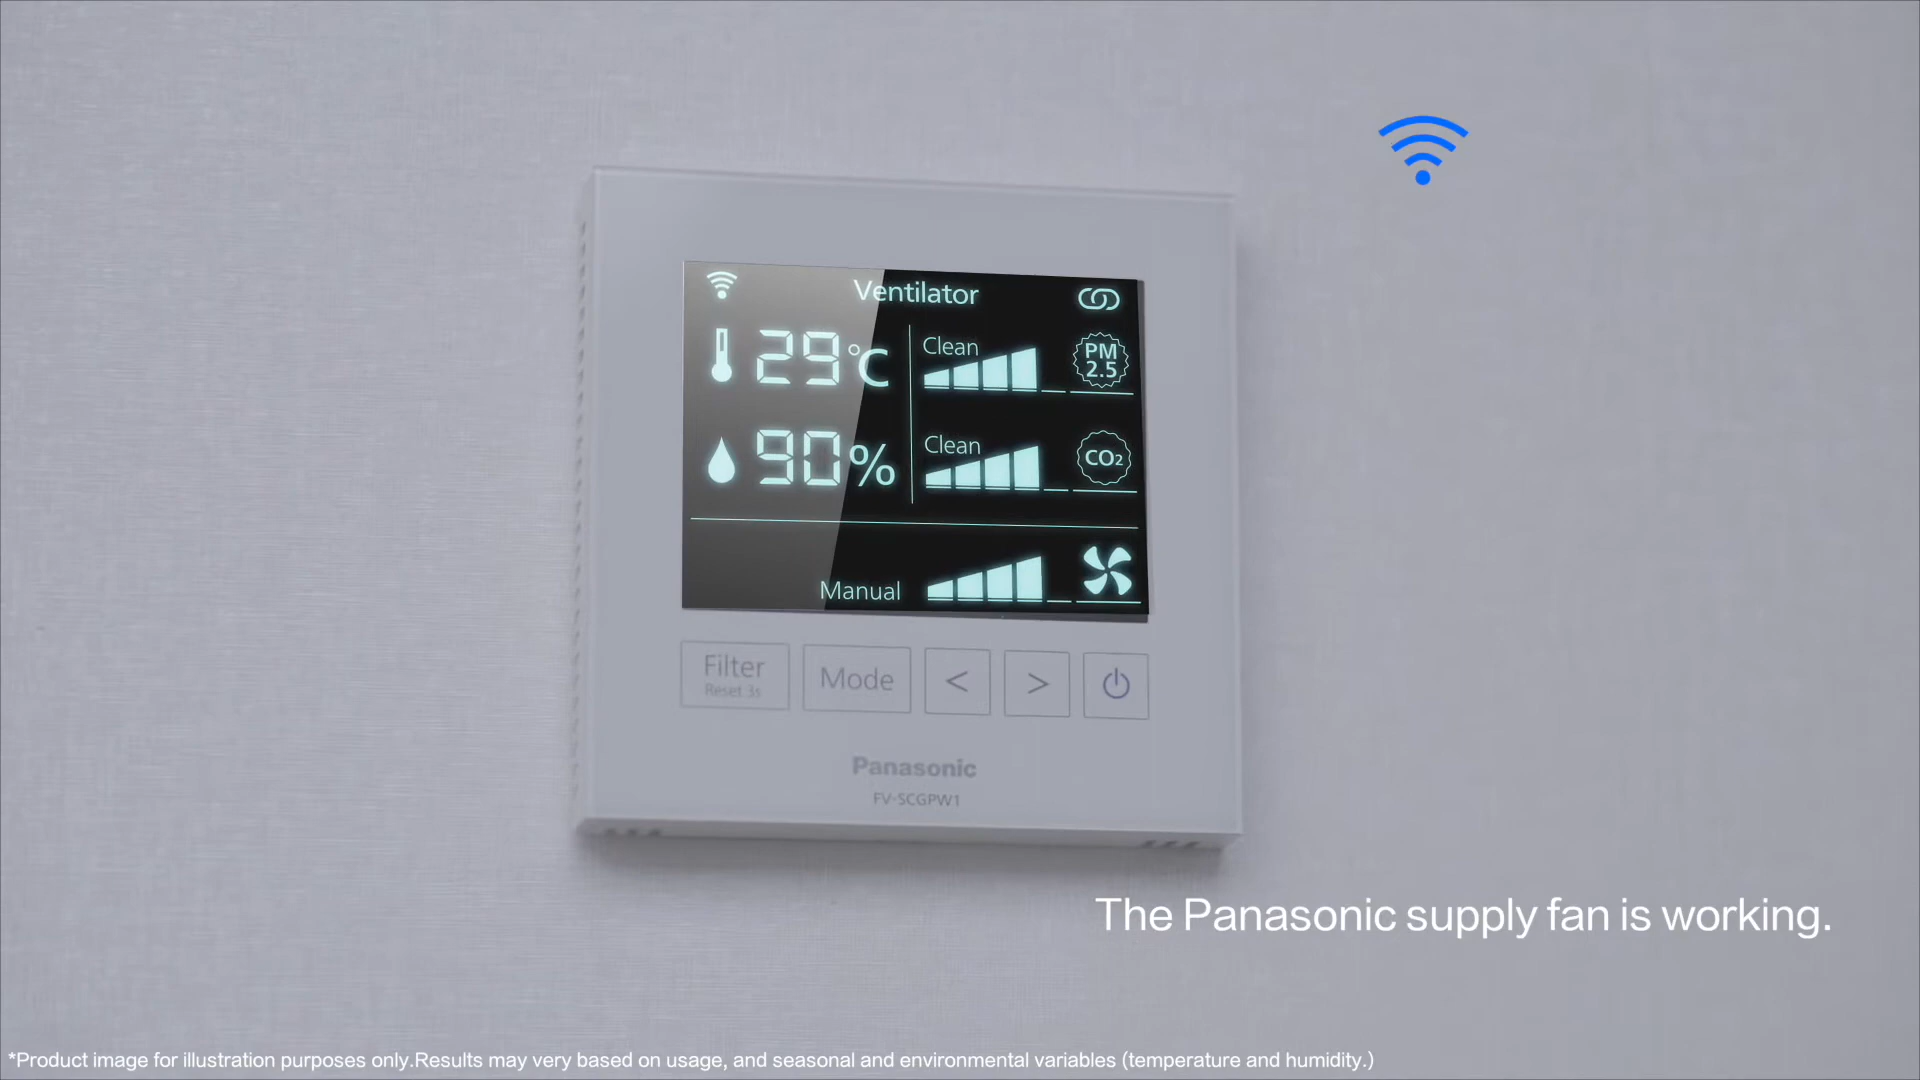 Ventilator
29°C
Clean
PM
2.5
90%
Clean
CO₂
Manual
Filter
Reset 3s
Mode
<
>
Panasonic
FV-SCGPW1
The Panasonic supply fan is working.
*Product image for illustration purposes only.Results may very based on usage, and seasonal and environmental variables (temperature and humidity.)